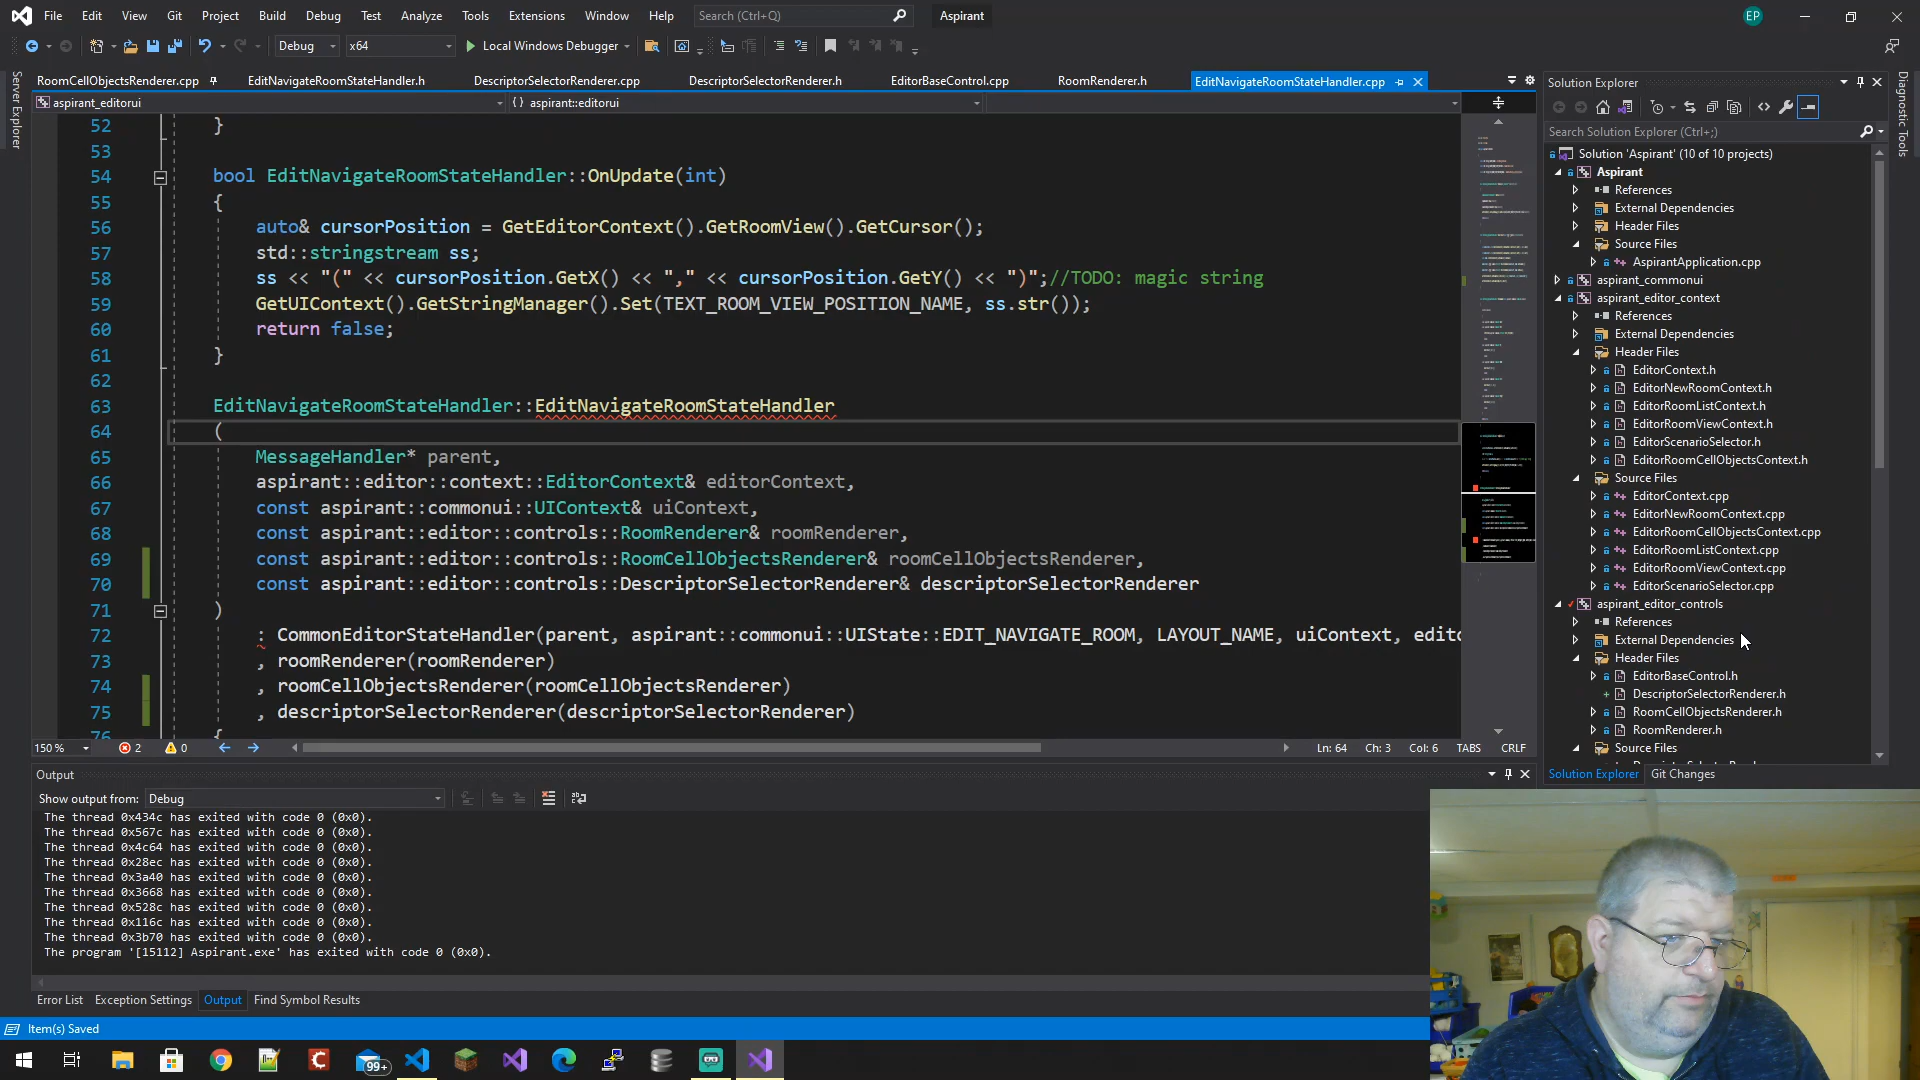 File Edit View Git Project Build Debug Test Analyze Tools Extensions Window Help Search (Ctrl+Q) Aspirant EP
Debug x64 Local Windows Debugger
Server Explorer
RoomCellObjectsRenderer.cpp EditNavigateRoomStateHandler.h DescriptorSelectorRenderer.cpp DescriptorSelectorRenderer.h EditorBaseControl.cpp RoomRenderer.h EditNavigateRoomStateHandler.cpp
aspirant_editorui {} aspirant::editorui
52 }
53
54 bool EditNavigateRoomStateHandler::OnUpdate(int)
55 {
56 auto& cursorPosition = GetEditorContext().GetRoomView().GetCursor();
57 std::stringstream ss;
58 ss << "(" << cursorPosition.GetX() << "," << cursorPosition.GetY() << ")";//TODO: magic string
59 GetUIContext().GetStringManager().Set(TEXT_ROOM_VIEW_POSITION_NAME, ss.str());
60 return false;
61 }
62
63 EditNavigateRoomStateHandler::EditNavigateRoomStateHandler
64 (
65 MessageHandler* parent,
66 aspirant::editor::context::EditorContext& editorContext,
67 const aspirant::commonui::UIContext& uiContext,
68 const aspirant::editor::controls::RoomRenderer& roomRenderer,
69 const aspirant::editor::controls::RoomCellObjectsRenderer& roomCellObjectsRenderer,
70 const aspirant::editor::controls::DescriptorSelectorRenderer& descriptorSelectorRenderer
71 )
72 : CommonEditorStateHandler(parent, aspirant::commonui::UIState::EDIT_NAVIGATE_ROOM, LAYOUT_NAME, uiContext, edito
73 , roomRenderer(roomRenderer)
74 , roomCellObjectsRenderer(roomCellObjectsRenderer)
75 , descriptorSelectorRenderer(descriptorSelectorRenderer)
76 {
150 % 2 0 Ln: 64 Ch: 3 Col: 6 TABS CRLF
Output
Show output from: Debug
The thread 0x434c has exited with code 0 (0x0).
The thread 0x567c has exited with code 0 (0x0).
The thread 0x4c64 has exited with code 0 (0x0).
The thread 0x28ec has exited with code 0 (0x0).
The thread 0x3a40 has exited with code 0 (0x0).
The thread 0x3668 has exited with code 0 (0x0).
The thread 0x528c has exited with code 0 (0x0).
The thread 0x116c has exited with code 0 (0x0).
The thread 0x3b70 has exited with code 0 (0x0).
The program '[15112] Aspirant.exe' has exited with code 0 (0x0).
Error List Exception Settings Output Find Symbol Results
Item(s) Saved
99+
Solution Explorer
Search Solution Explorer (Ctrl+;)
Solution 'Aspirant' (10 of 10 projects)
Aspirant
References
External Dependencies
Header Files
Source Files
AspirantApplication.cpp
aspirant_commonui
aspirant_editor_context
References
External Dependencies
Header Files
EditorContext.h
EditorNewRoomContext.h
EditorRoomListContext.h
EditorRoomViewContext.h
EditorScenarioSelector.h
EditorRoomCellObjectsContext.h
Source Files
EditorContext.cpp
EditorNewRoomContext.cpp
EditorRoomCellObjectsContext.cpp
EditorRoomListContext.cpp
EditorRoomViewContext.cpp
EditorScenarioSelector.cpp
aspirant_editor_controls
References
External Dependencies
Header Files
EditorBaseControl.h
DescriptorSelectorRenderer.h
RoomCellObjectsRenderer.h
RoomRenderer.h
Source Files
Solution Explorer Git Changes
Diagnostic Tools